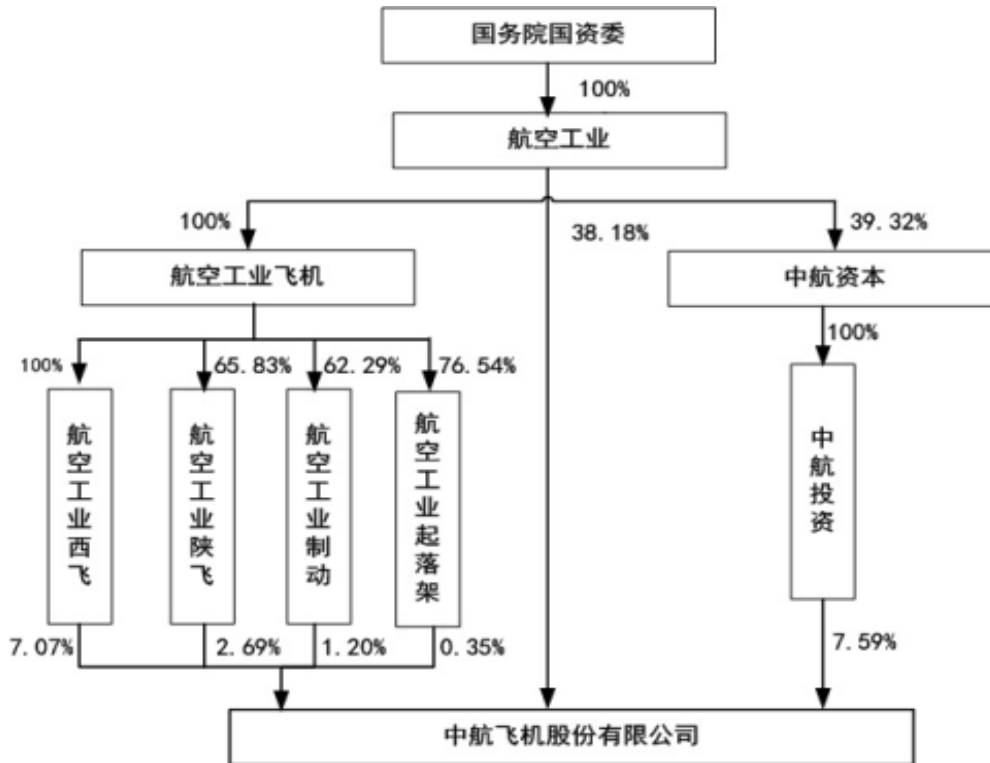 国务院国资委
100%
航空工业
100%
38.18%
39.32%
航空工业飞机
中航资本
100%
65.83%
62.29%
76.54%
100%
航空工业西飞
航空工业陕飞
航空工业制动
航空工业起落架
中航投资
7.07%
2.69%
1.20%
0.35%
7.59%
中航飞机股份有限公司